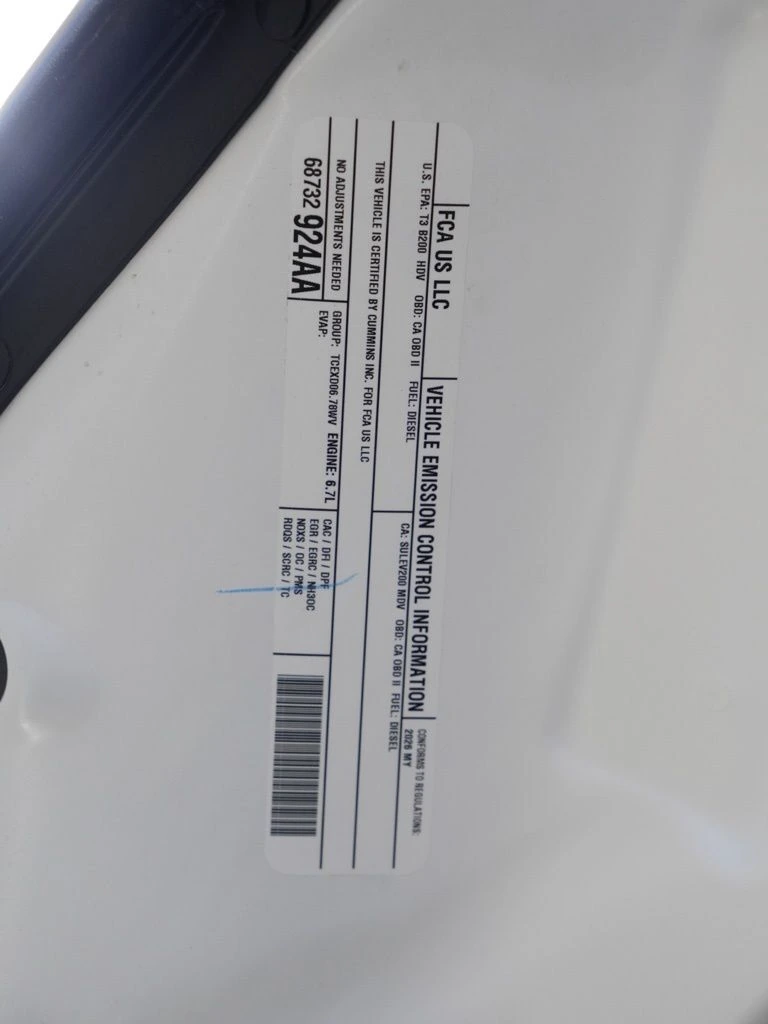 FCA US LLC
VEHICLE EMISSION CONTROL INFORMATION
CONFORMS TO REGULATIONS:
2026 MY
U.S. EPA: T3 B200 HDV OBD: CA OBD II FUEL: DIESEL
CA: SULEV200 MDV OBD: CA OBD II FUEL: DIESEL
THIS VEHICLE IS CERTIFIED BY CUMMINS INC. FOR FCA US LLC
NO ADJUSTMENTS NEEDED
68732924AA
GROUP: TCEXD06.78WV ENGINE: 6.7L
EVAP:
CAC / DFI / DPF
EGR / EGRC / NH3OC
NOXS / OC / PMS
RDQS / SCRC / TC